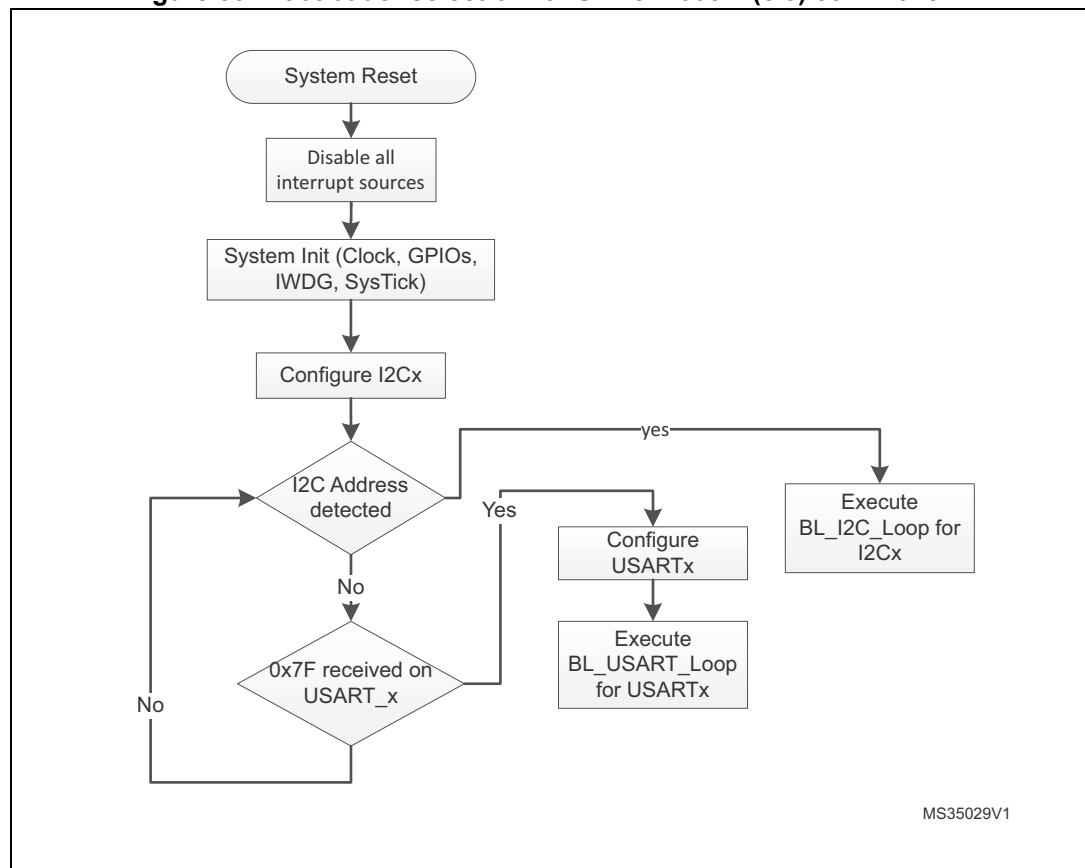 System Reset
Disable all
interrupt sources
System Init (Clock, GPIOs,
IWDG, SysTick)
Configure I2Cx
I2C Address
detected
yes
Execute
BL_I2C_Loop for
I2Cx
Yes
Configure
USARTx
No
Execute
BL_USART_Loop
for USARTx
0x7F received on
USART_x
No
MS35029V1